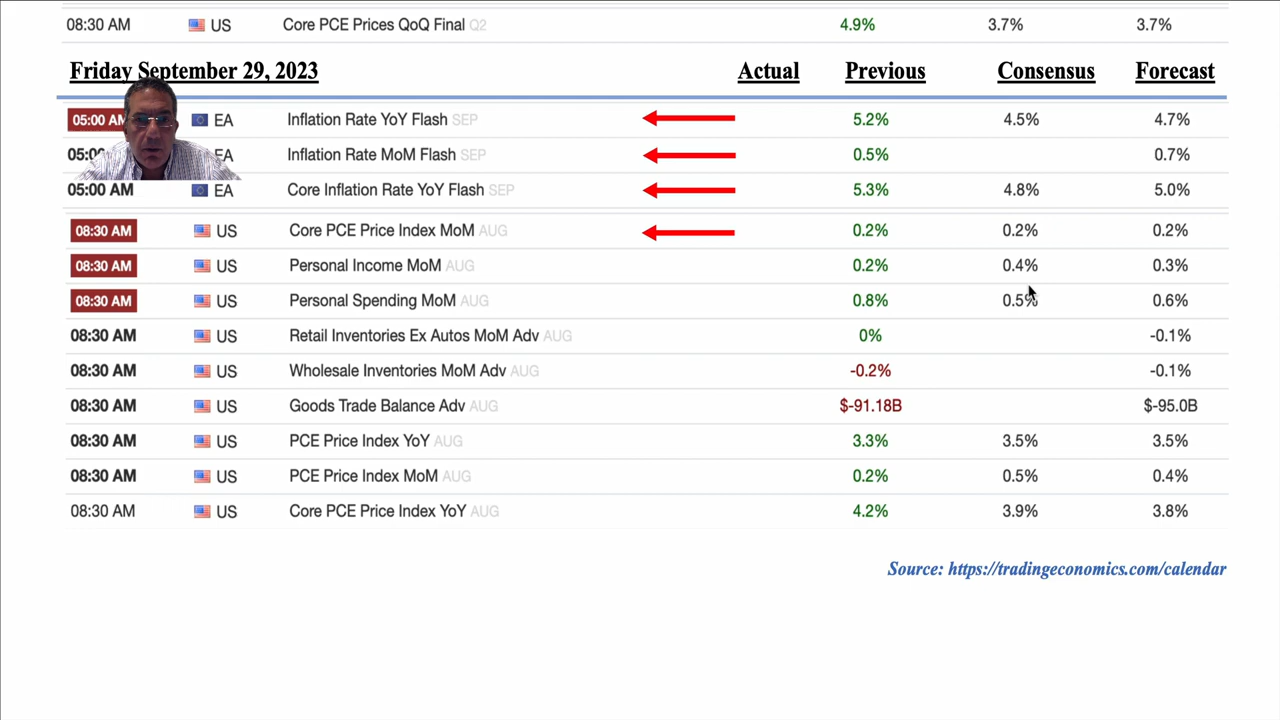 08:30 AM US Core PCE Prices QoQ Final Q2 4.9% 3.7% 3.7%
Friday September 29, 2023 Actual Previous Consensus Forecast
05:00 AM EA Inflation Rate YoY Flash SEP 5.2% 4.5% 4.7%
05:00 EA Inflation Rate MoM Flash SEP 0.5% 0.7%
05:00 AM EA Core Inflation Rate YoY Flash SEP 5.3% 4.8% 5.0%
08:30 AM US Core PCE Price Index MoM AUG 0.2% 0.2% 0.2%
08:30 AM US Personal Income MoM AUG 0.2% 0.4% 0.3%
08:30 AM US Personal Spending MoM AUG 0.8% 0.5% 0.6%
08:30 AM US Retail Inventories Ex Autos MoM Adv AUG 0% -0.1%
08:30 AM US Wholesale Inventories MoM Adv AUG -0.2% -0.1%
08:30 AM US Goods Trade Balance Adv AUG $-91.18B $-95.0B
08:30 AM US PCE Price Index YoY AUG 3.3% 3.5% 3.5%
08:30 AM US PCE Price Index MoM AUG 0.2% 0.5% 0.4%
08:30 AM US Core PCE Price Index YoY AUG 4.2% 3.9% 3.8%
Source: https://tradingeconomics.com/calendar